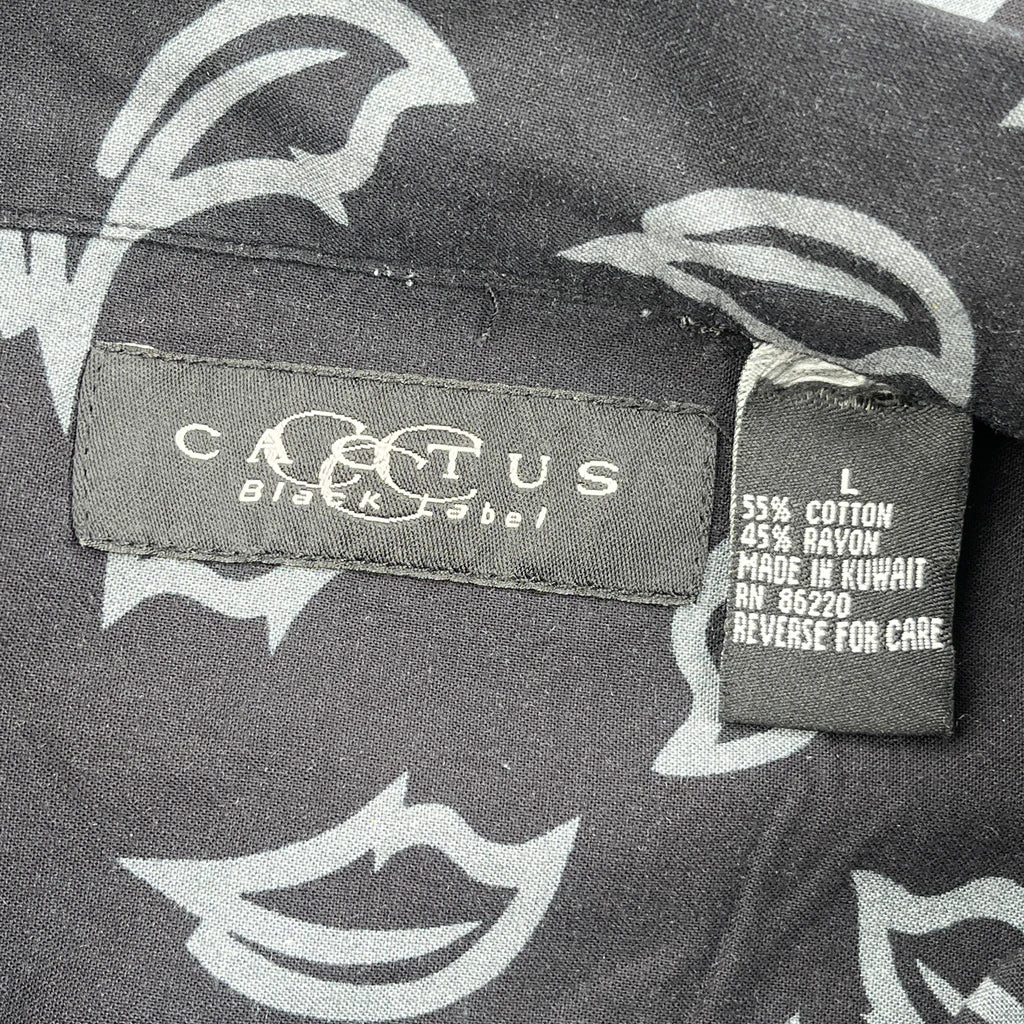 CACTUS
Black Label
L
55% COTTON
45% RAYON
MADE IN KUWAIT
RN 86220
REVERSE FOR CARE